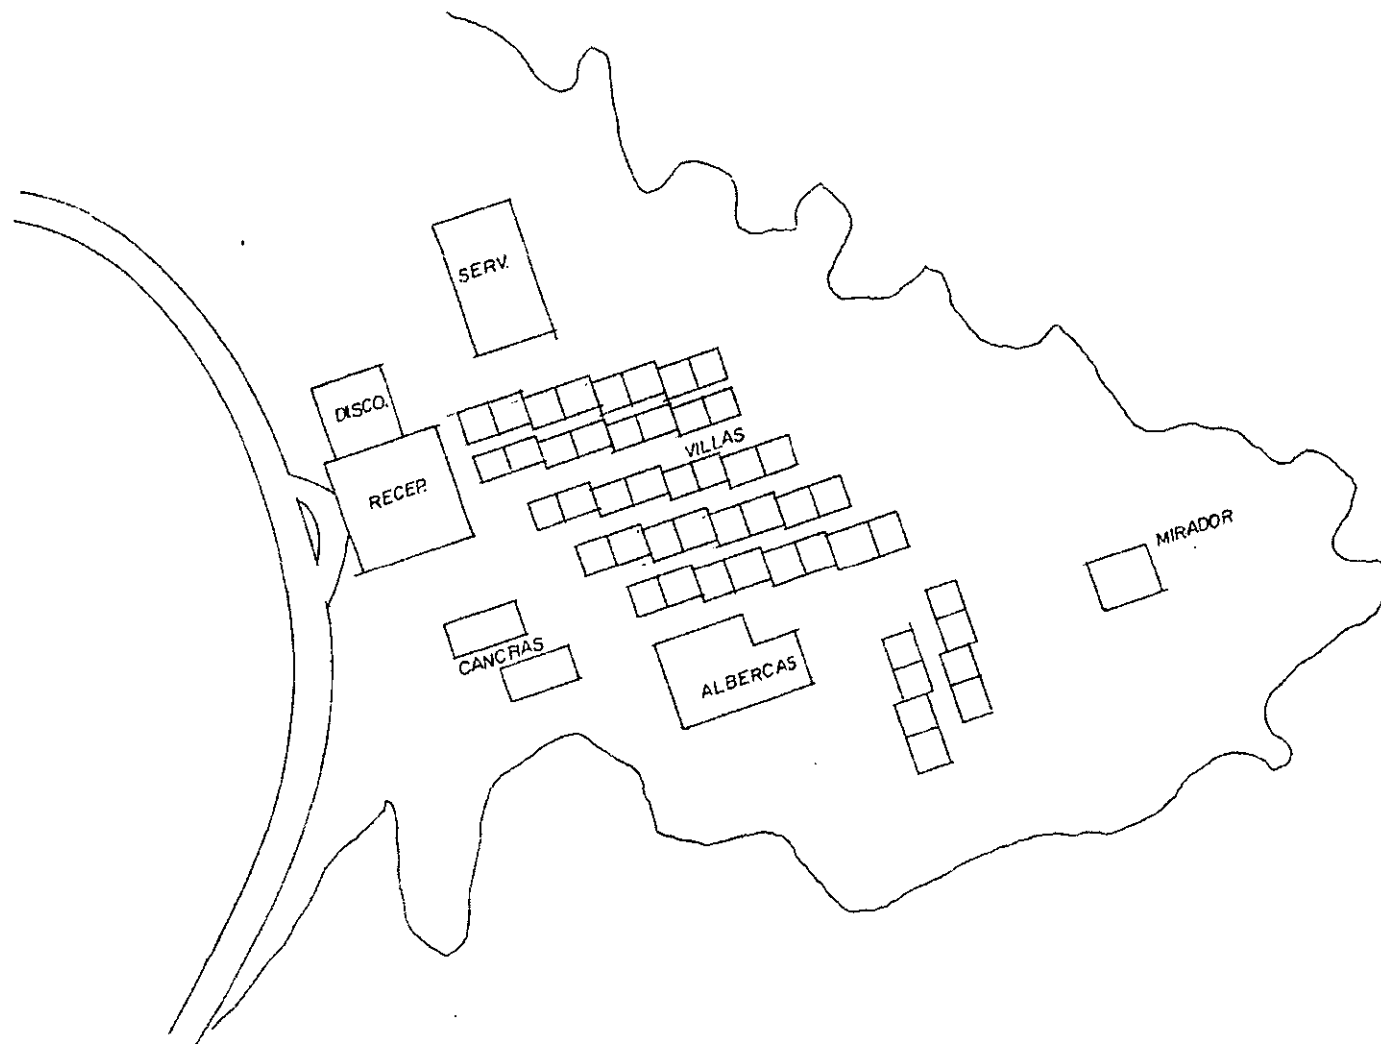 SERV.
DISCO.
RECEP.
VILLAS
MIRADOR
CANCHAS
ALBERCAS